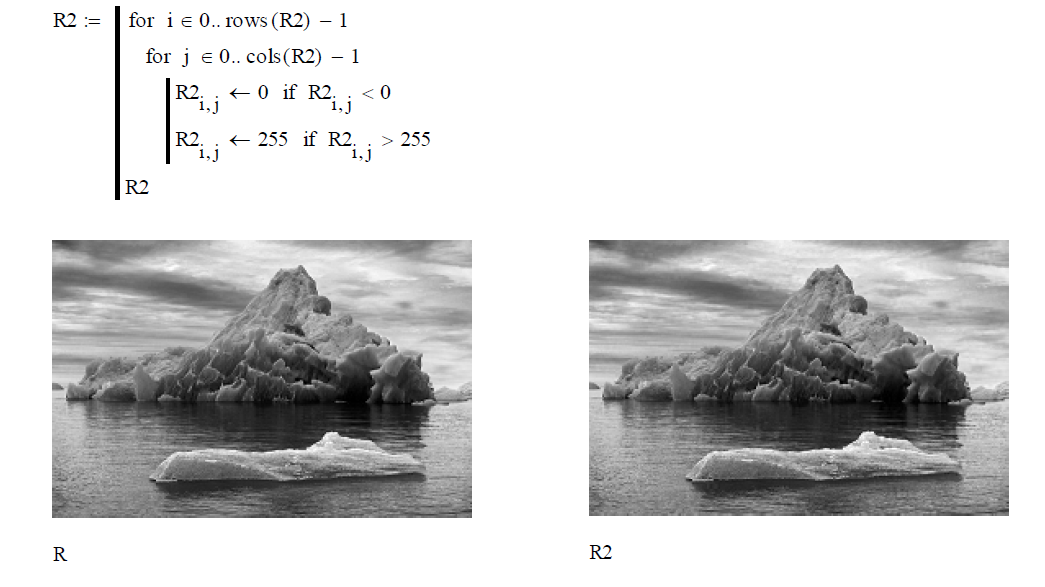 R2 := for i ∈ 0.. rows (R2) − 1
for j ∈ 0.. cols(R2) − 1
R2i,j ← 0 if R2i,j < 0
R2i,j ← 255 if R2i,j > 255
R2
R
R2